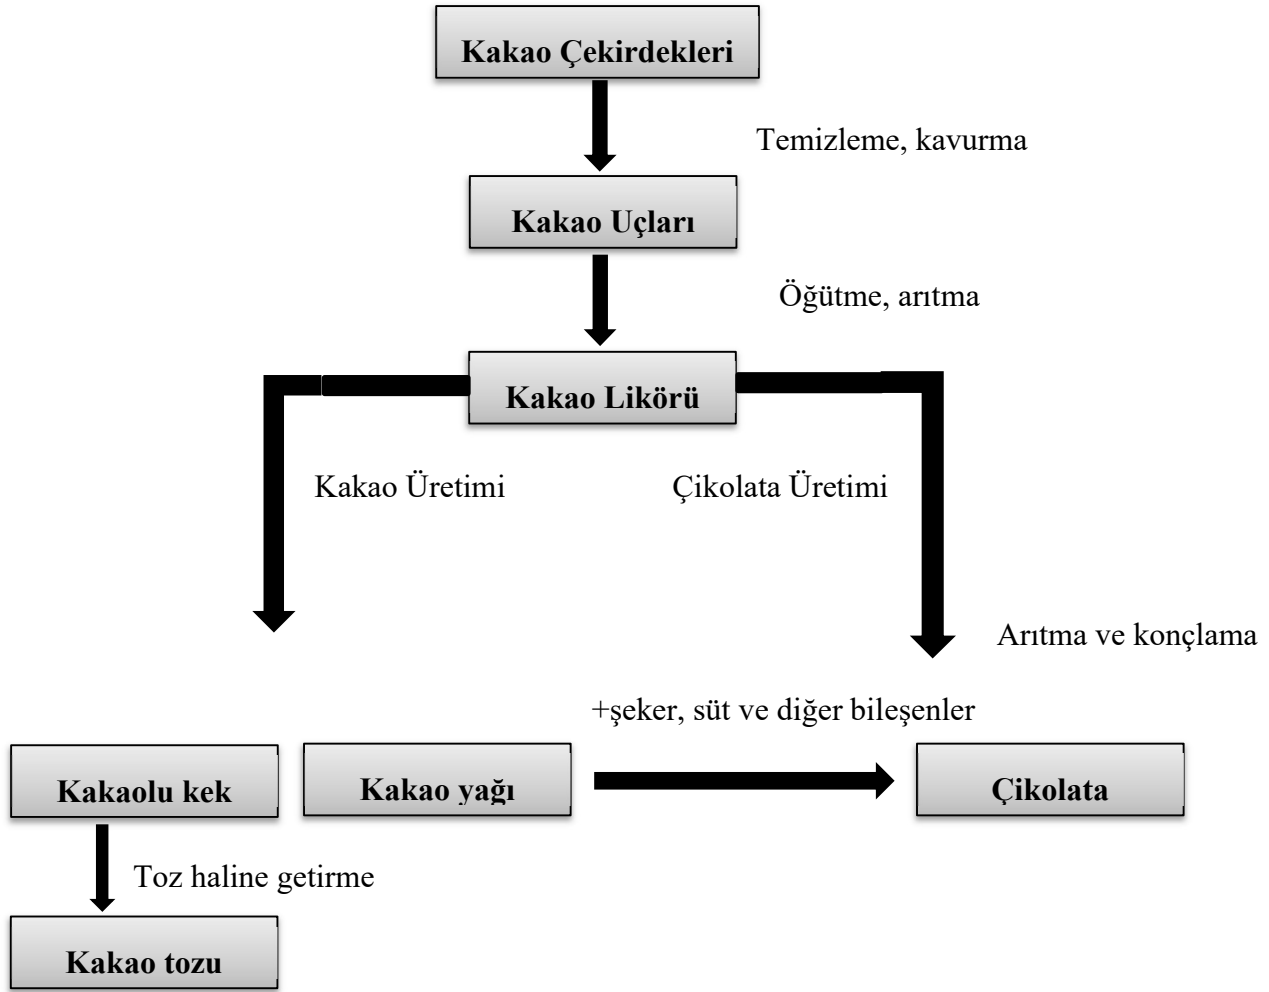 Kakao Çekirdekleri
Temizleme, kavurma
Kakao Uçları
Öğütme, arıtma
Kakao Likörü
Kakao Üretimi
Çikolata Üretimi
Arıtma ve konçlama
+şeker, süt ve diğer bileşenler
Kakaolu kek
Kakao yağı
Çikolata
Toz haline getirme
Kakao tozu